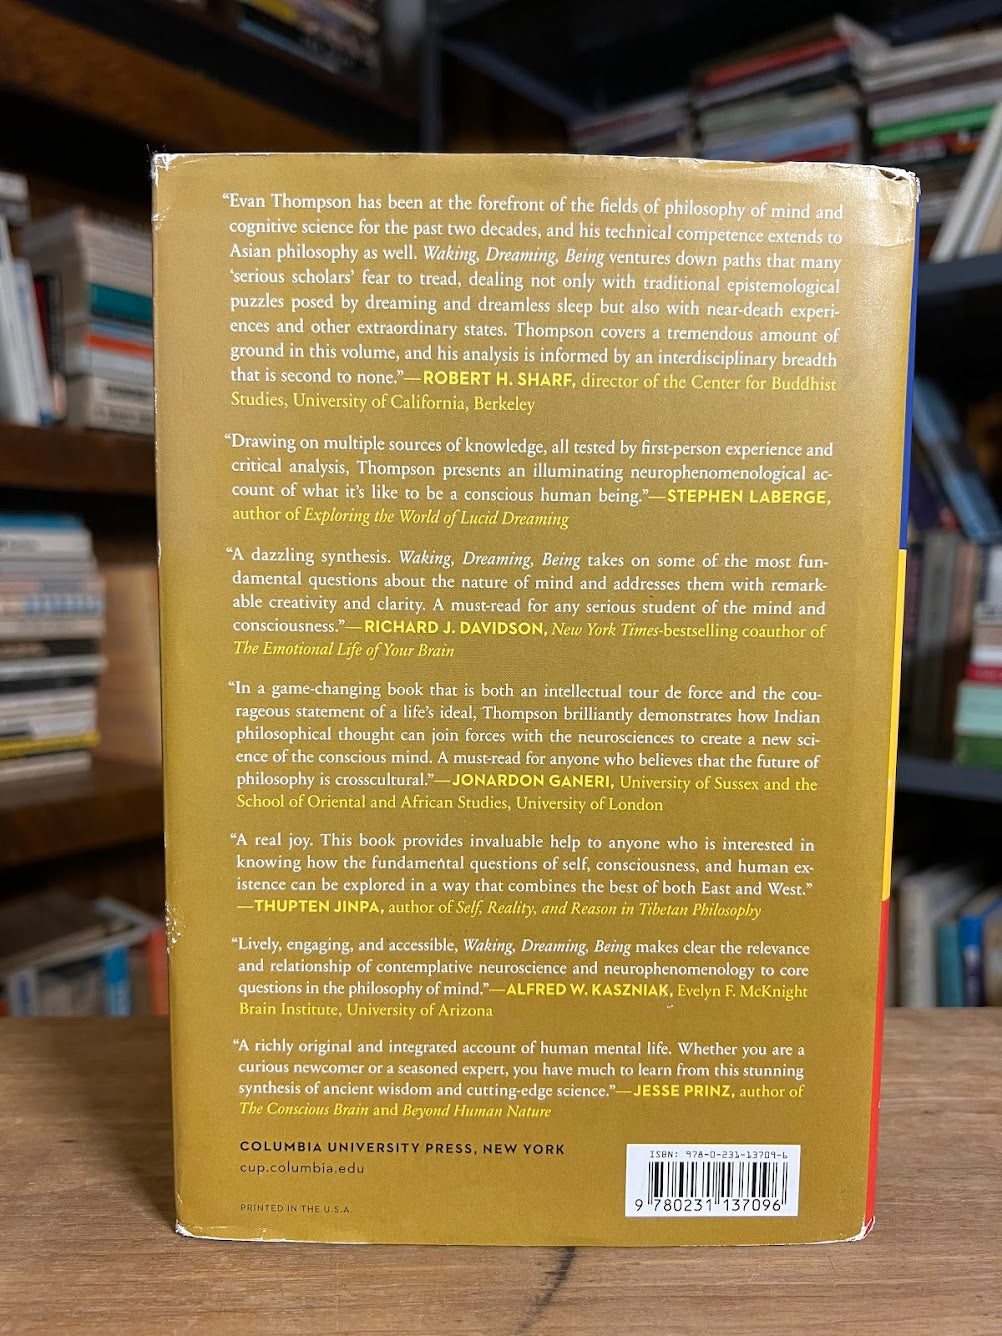 “Evan Thompson has been at the forefront of the fields of philosophy of mind and
cognitive science for the past two decades, and his technical competence extends to
Asian philosophy as well. Waking, Dreaming, Being ventures down paths that many
‘serious scholars’ fear to tread, dealing not only with traditional epistemological
puzzles posed by dreaming and dreamless sleep but also with near-death experi-
ences and other extraordinary states. Thompson covers a tremendous amount of
ground in this volume, and his analysis is informed by an interdisciplinary breadth
that is second to none.”—ROBERT H. SHARF, director of the Center for Buddhist
Studies, University of California, Berkeley
“Drawing on multiple sources of knowledge, all tested by first-person experience and
critical analysis, Thompson presents an illuminating neurophenomenological ac-
count of what it’s like to be a conscious human being.”—STEPHEN LABERGE,
author of Exploring the World of Lucid Dreaming
“A dazzling synthesis. Waking, Dreaming, Being takes on some of the most fun-
damental questions about the nature of mind and addresses them with remark-
able creativity and clarity. A must-read for any serious student of the mind and
consciousness.”—RICHARD J. DAVIDSON, New York Times-bestselling coauthor of
The Emotional Life of Your Brain
“In a game-changing book that is both an intellectual tour de force and the cou-
rageous statement of a life’s ideal, Thompson brilliantly demonstrates how Indian
philosophical thought can join forces with the neurosciences to create a new sci-
ence of the conscious mind. A must-read for anyone who believes that the future of
philosophy is crosscultural.”—JONARDON GANERI, University of Sussex and the
School of Oriental and African Studies, University of London
“A real joy. This book provides invaluable help to anyone who is interested in
knowing how the fundamental questions of self, consciousness, and human ex-
istence can be explored in a way that combines the best of both East and West.”
—THUPTEN JINPA, author of Self, Reality, and Reason in Tibetan Philosophy
“Lively, engaging, and accessible, Waking, Dreaming, Being makes clear the relevance
and relationship of contemplative neuroscience and neurophenomenology to core
questions in the philosophy of mind.”—ALFRED W. KASZNIAK, Evelyn F. McKnight
Brain Institute, University of Arizona
“A richly original and integrated account of human mental life. Whether you are a
curious newcomer or a seasoned expert, you have much to learn from this stunning
synthesis of ancient wisdom and cutting-edge science.”—JESSE PRINZ, author of
The Conscious Brain and Beyond Human Nature
COLUMBIA UNIVERSITY PRESS, NEW YORK
cup.columbia.edu
PRINTED IN THE U.S.A.
ISBN: 978-0-231-13709-6
9 780231 137096